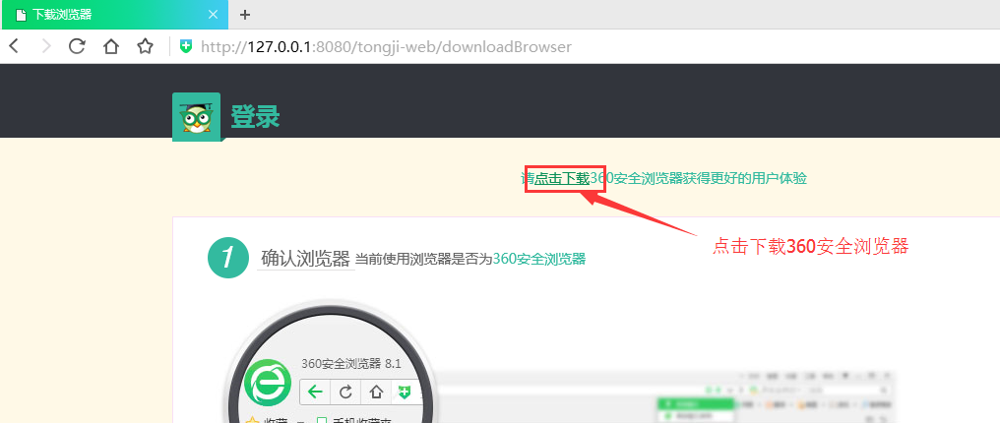 下载浏览器
http://127.0.0.1:8080/tongji-web/downloadBrowser
登录
请点击下载360安全浏览器获得更好的用户体验
点击下载360安全浏览器
1 确认浏览器 当前使用浏览器是否为360安全浏览器
360安全浏览器 8.1
收藏 手机收藏夹